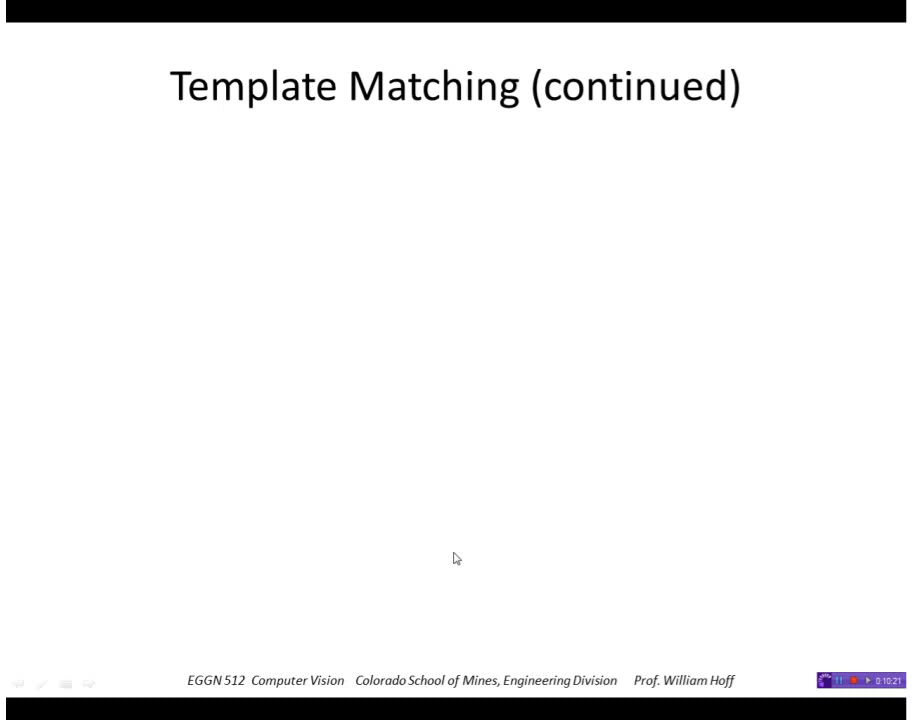 Template Matching (continued)
EGGN 512 Computer Vision Colorado School of Mines, Engineering Division Prof. William Hoff
0:10:21